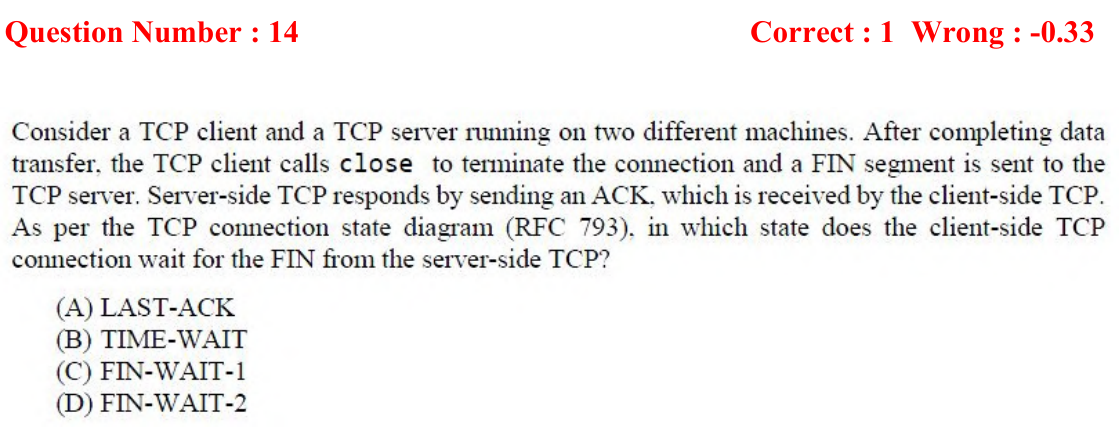 Question Number : 14 Correct : 1 Wrong : -0.33
Consider a TCP client and a TCP server running on two different machines. After completing data
transfer, the TCP client calls close to terminate the connection and a FIN segment is sent to the
TCP server. Server-side TCP responds by sending an ACK, which is received by the client-side TCP.
As per the TCP connection state diagram (RFC 793), in which state does the client-side TCP
connection wait for the FIN from the server-side TCP?
(A) LAST-ACK
(B) TIME-WAIT
(C) FIN-WAIT-1
(D) FIN-WAIT-2